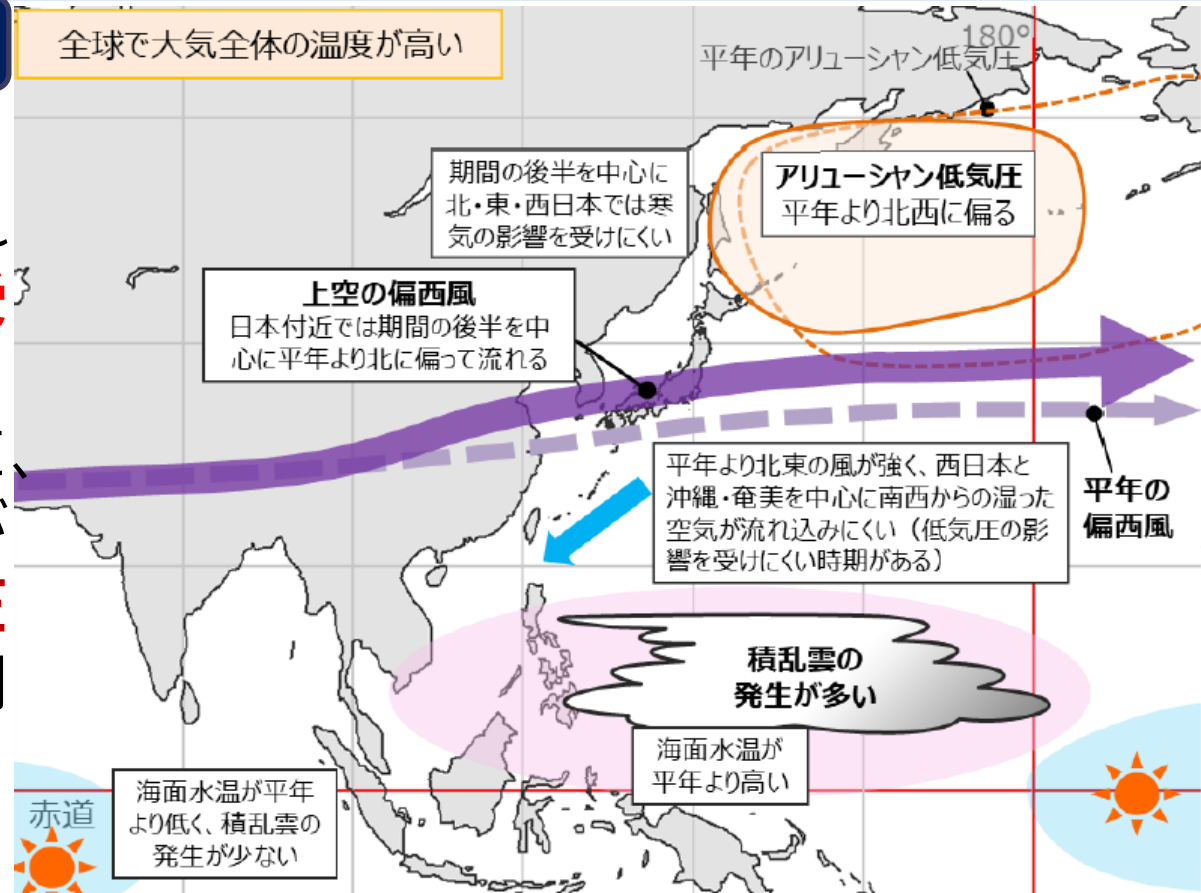 全球で大気全体の温度が高い
180°
平年のアリューシャン低気圧
期間の後半を中心に
北・東・西日本では寒
気の影響を受けにくい
アリューシャン低気圧
平年より北西に偏る
上空の偏西風
日本付近では期間の後半を中
心に平年より北に偏って流れる
平年より北東の風が強く、西日本と
沖縄・奄美を中心に南西からの湿った
空気が流れ込みにくい（低気圧の影
響を受けにくい時期がある）
平年の
偏西風
積乱雲の
発生が多い
海面水温が
平年より高い
赤道
海面水温が平年
より低く、積乱雲の
発生が少ない